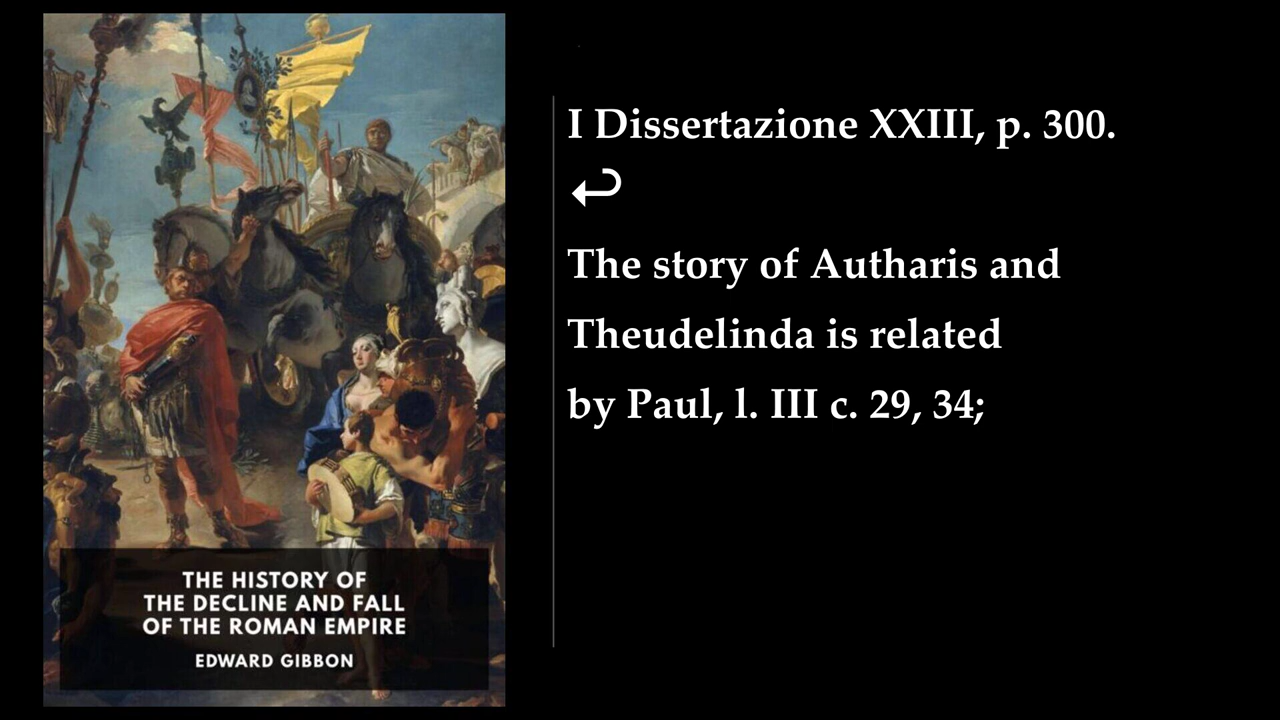 THE HISTORY OF
THE DECLINE AND FALL
OF THE ROMAN EMPIRE
EDWARD GIBBON
I Dissertazione XXIII, p. 300.
↩
The story of Autharis and
Theudelinda is related
by Paul, l. III c. 29, 34;